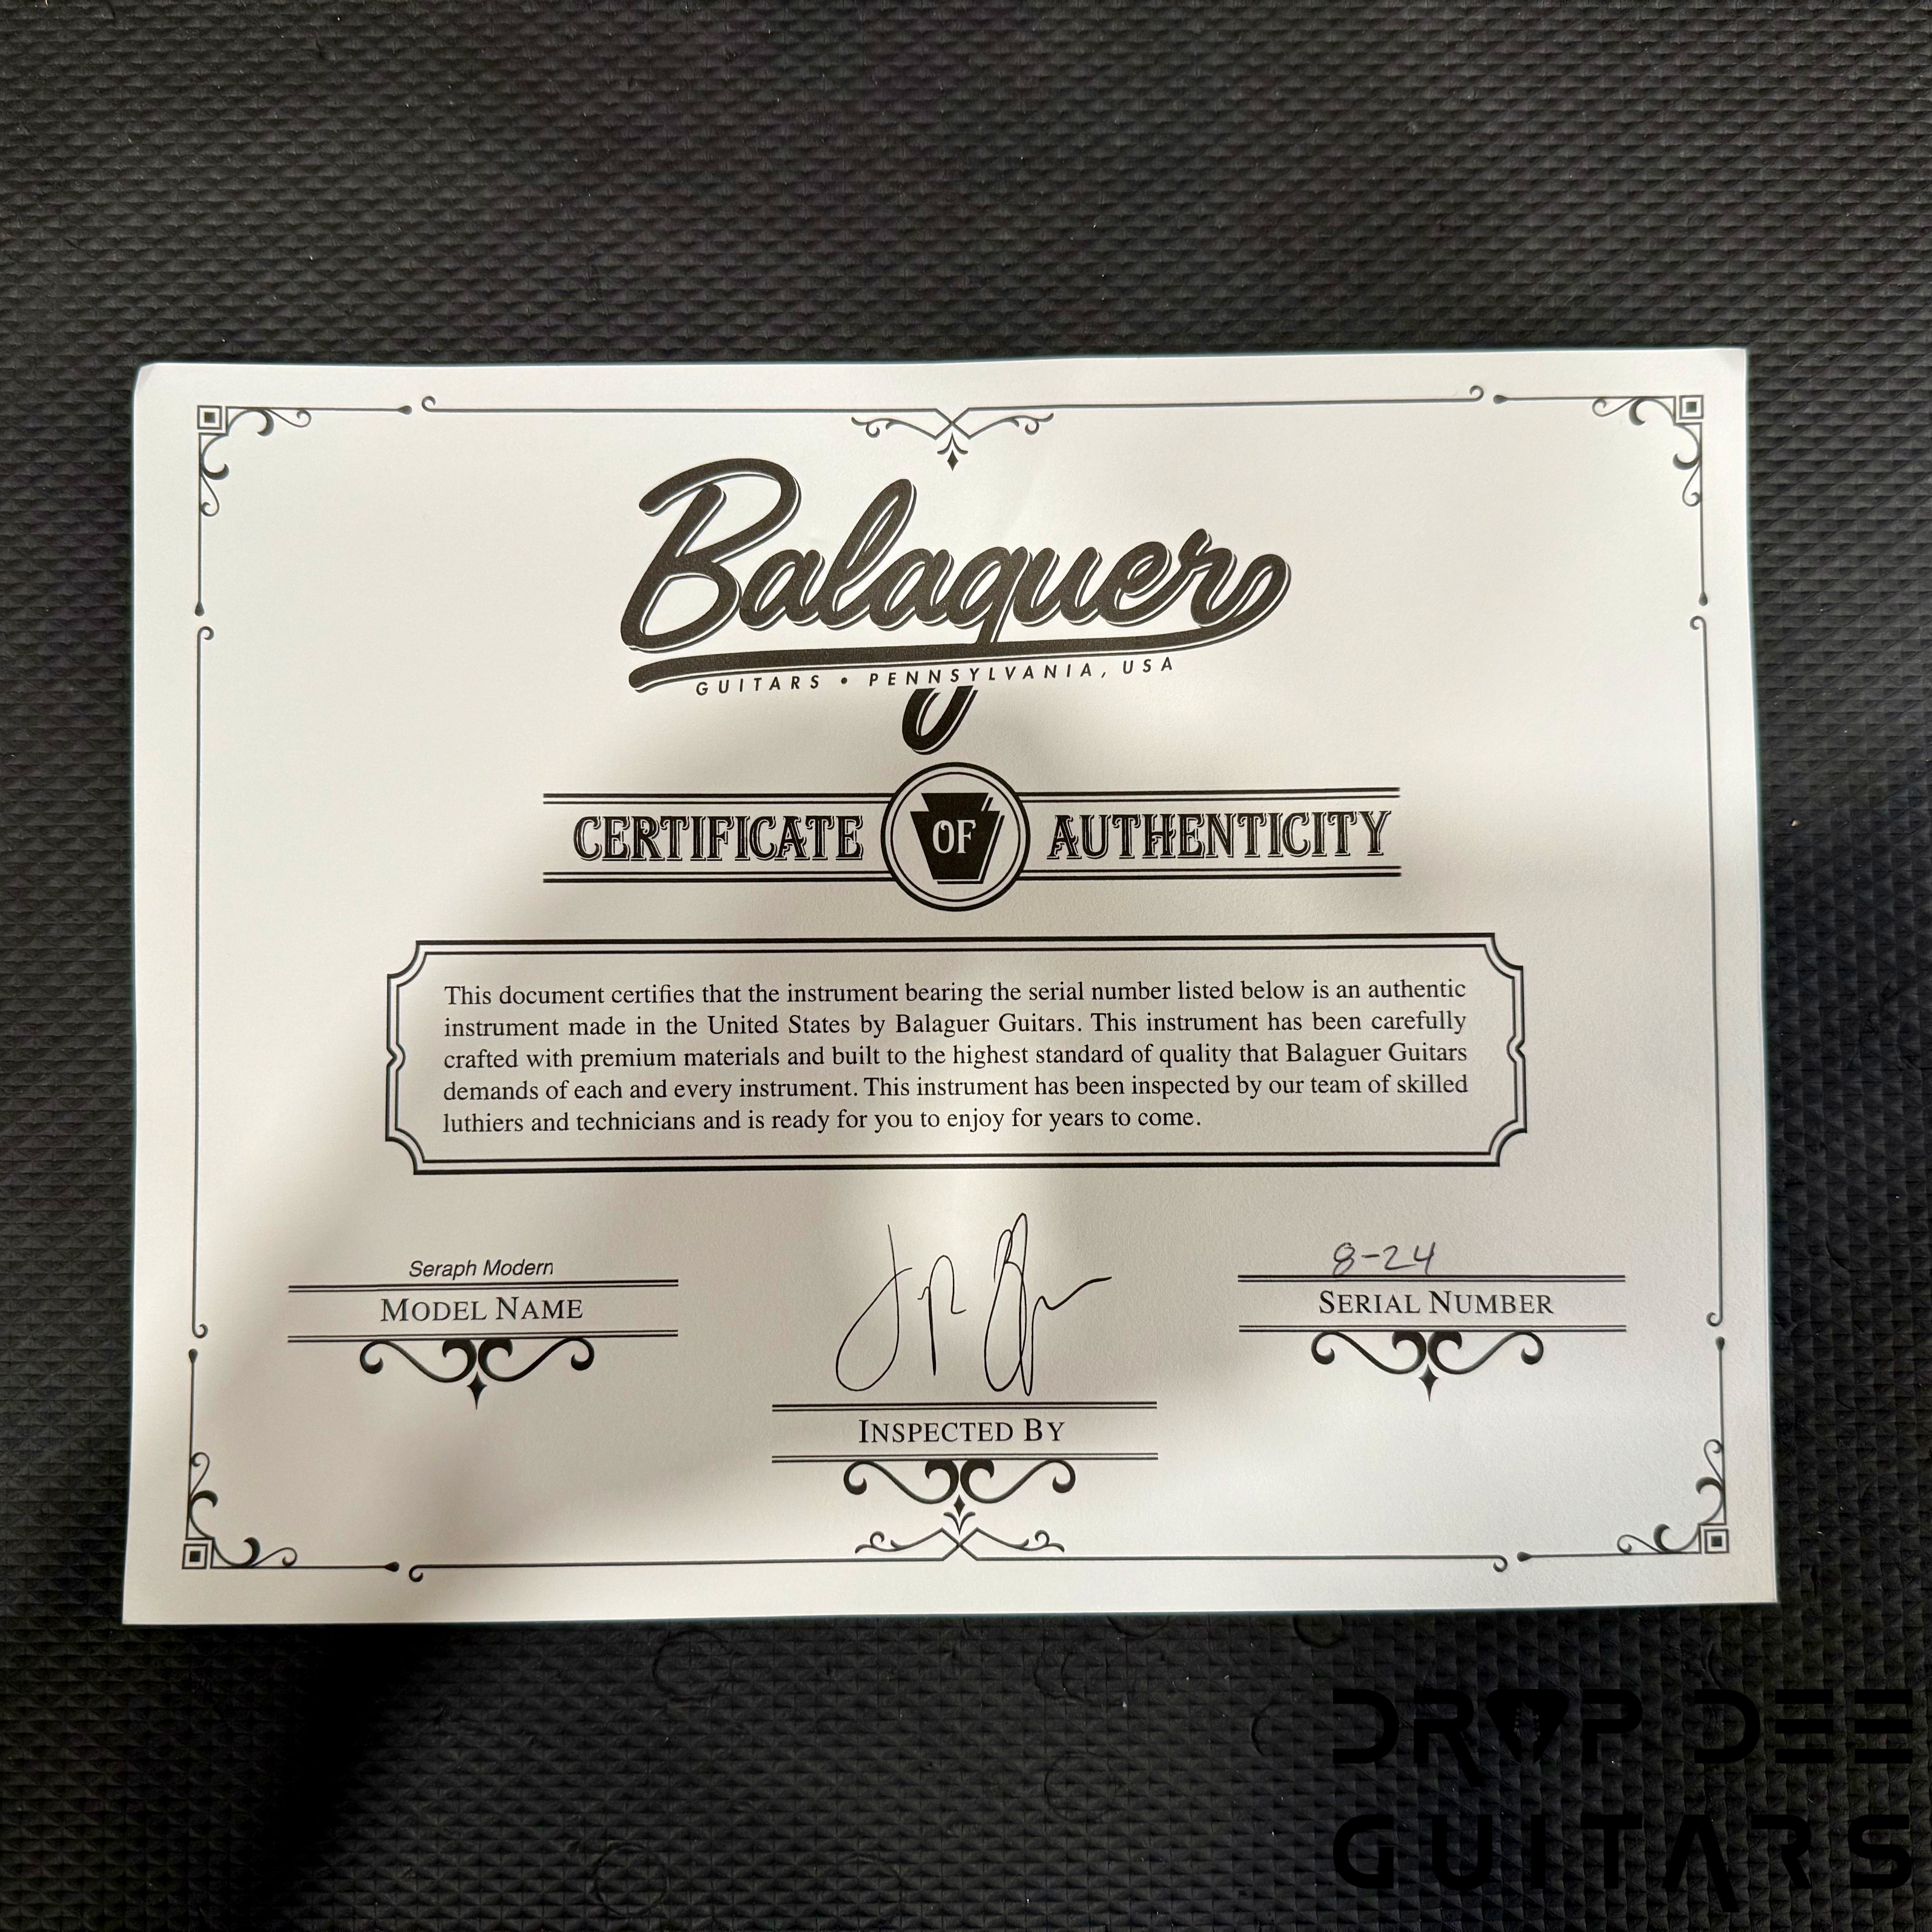 Balaguer
GUITARS • PENNSYLVANIA, USA
CERTIFICATE OF AUTHENTICITY
This document certifies that the instrument bearing the serial number listed below is an authentic
instrument made in the United States by Balaguer Guitars. This instrument has been carefully
crafted with premium materials and built to the highest standard of quality that Balaguer Guitars
demands of each and every instrument. This instrument has been inspected by our team of skilled
luthiers and technicians and is ready for you to enjoy for years to come.
Seraph Modern
MODEL NAME
8-24
SERIAL NUMBER
INSPECTED BY
DROP DEE
GUITARS